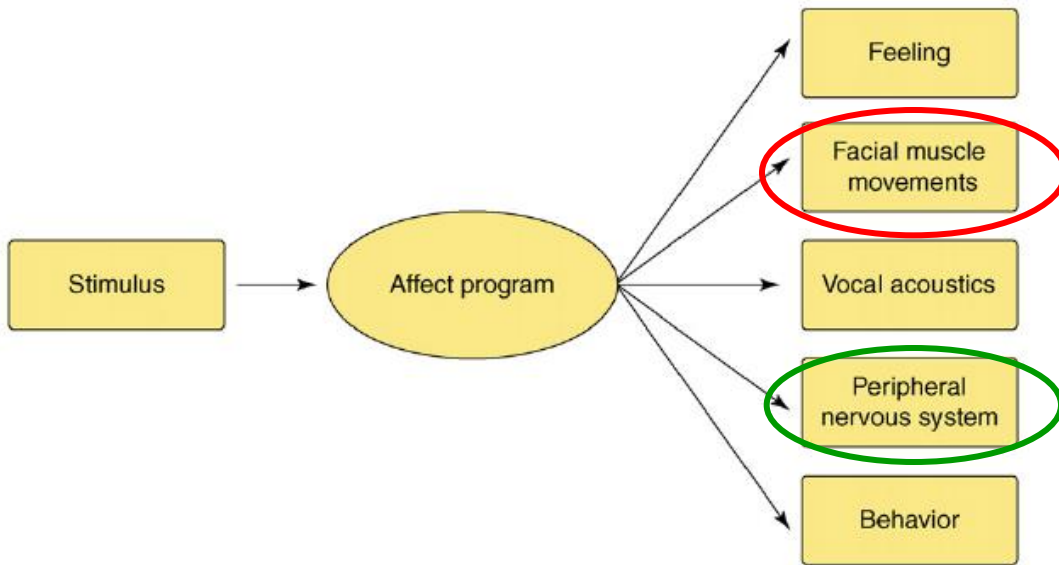 Stimulus
Affect program
Feeling
Facial muscle
movements
Vocal acoustics
Peripheral
nervous system
Behavior